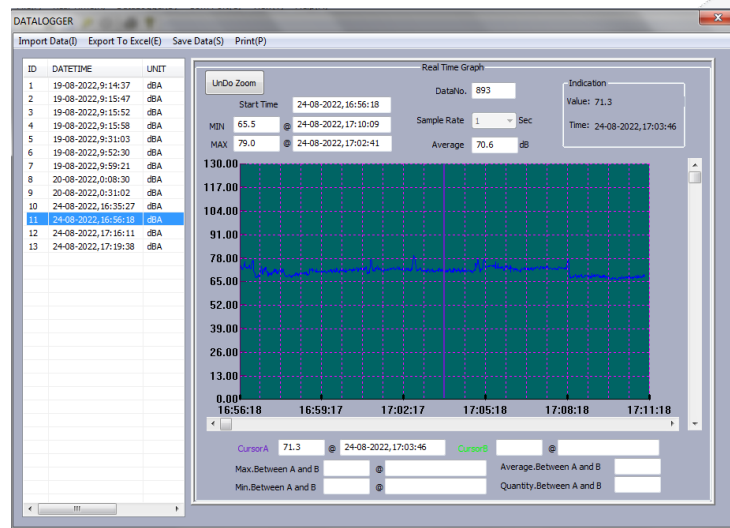 DATALOGGER
Import Data(I) Export To Excel(E) Save Data(S) Print(P)
ID DATETIME UNIT
1 19-08-2022,9:14:37 dBA
2 19-08-2022,9:15:47 dBA
3 19-08-2022,9:15:52 dBA
4 19-08-2022,9:15:58 dBA
5 19-08-2022,9:31:03 dBA
6 19-08-2022,9:52:30 dBA
7 19-08-2022,9:59:21 dBA
8 20-08-2022,0:08:30 dBA
9 20-08-2022,0:31:02 dBA
10 24-08-2022,16:35:27 dBA
11 24-08-2022,16:56:18 dBA
12 24-08-2022,17:16:11 dBA
13 24-08-2022,17:19:38 dBA
Real Time Graph
UnDo Zoom
DataNo. 893
Start Time 24-08-2022,16:56:18
MIN 65.5 @ 24-08-2022,17:10:09
Sample Rate 1 Sec
MAX 79.0 @ 24-08-2022,17:02:41
Average 70.6 dB
Indication
Value: 71.3
Time: 24-08-2022,17:03:46
130.00
117.00
104.00
91.00
78.00
65.00
52.00
39.00
26.00
13.00
0.00
16:56:18 16:59:17 17:02:17 17:05:18 17:08:18 17:11:18
CursorA 71.3 @ 24-08-2022,17:03:46 CursorB @
Max.Between A and B @ Average.Between A and B
Min.Between A and B @ Quantity.Between A and B